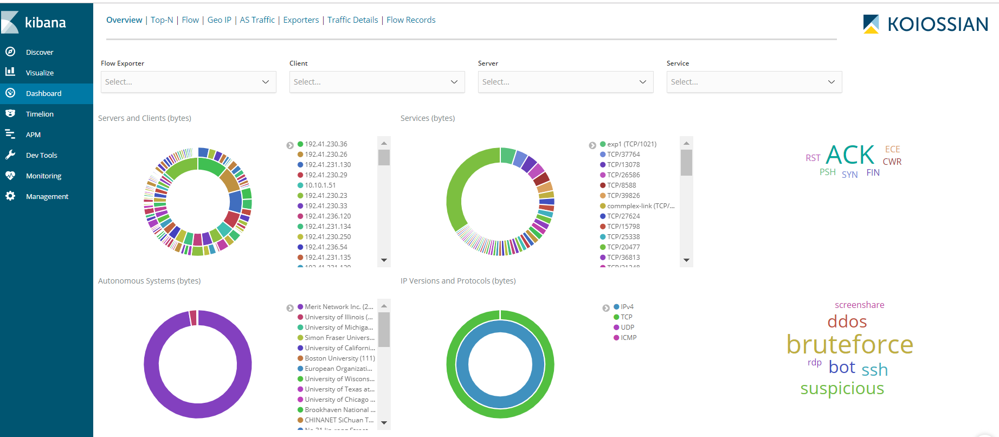 kibana
Discover
Visualize
Dashboard
Timelion
APM
Dev Tools
Monitoring
Management
Overview | Top-N | Flow | Geo IP | AS Traffic | Exporters | Traffic Details | Flow Records
KOIOSSIAN
Flow Exporter
Select...
Client
Select...
Server
Select...
Service
Select...
Servers and Clients (bytes)
192.41.230.36
192.41.230.26
192.41.231.130
192.41.230.29
10.10.1.51
192.41.230.23
192.41.230.33
192.41.236.120
192.41.231.134
192.41.230.250
192.41.236.54
192.41.231.135
Services (bytes)
exp1 (TCP/1021)
TCP/37764
TCP/13078
TCP/26586
TCP/8588
TCP/39826
commplex-link (TCP/...
TCP/27624
TCP/15798
TCP/25338
TCP/20477
TCP/36813
RST ACK ECE
CWR
PSH SYN FIN
Autonomous Systems (bytes)
Merit Network Inc. (2...
University of Illinois (...
University of Michiga...
Simon Fraser Univers...
University of Californi...
Boston University (111)
European Organizati...
University of Wiscons...
University of Texas at...
University of Chicago ...
Brookhaven National ...
CHINANET SiChuan T...
IP Versions and Protocols (bytes)
IPv4
TCP
UDP
ICMP
screenshare
ddos
bruteforce
rdp bot ssh
suspicious